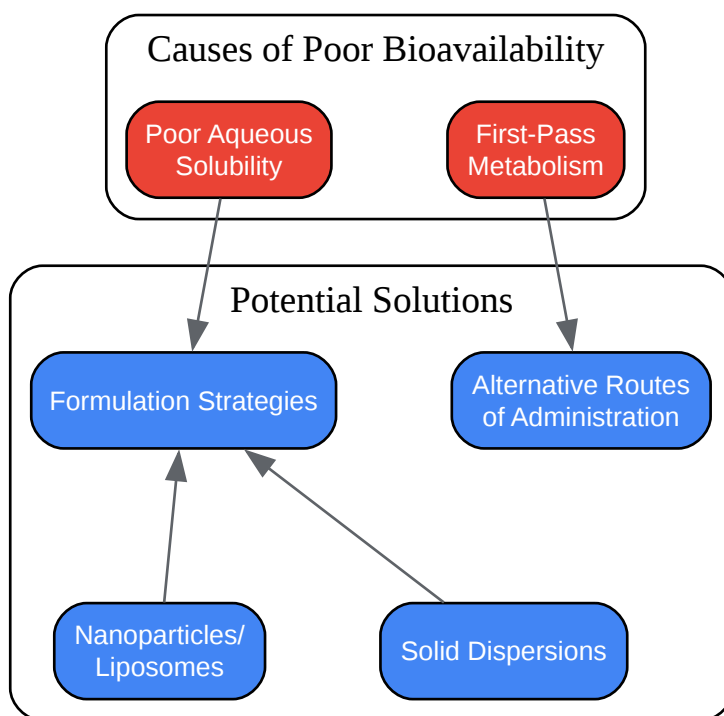 Causes of Poor Bioavailability
Poor Aqueous
Solubility
First-Pass
Metabolism
Potential Solutions
Formulation Strategies
Alternative Routes
of Administration
Nanoparticles/
Liposomes
Solid Dispersions